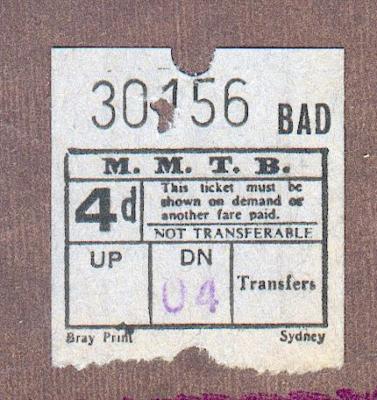 30156 BAD
M. M. T. B.
4d
This ticket must be
shown on demand or
another fare paid.
NOT TRANSFERABLE
UP
DN
04
Transfers
Bray Print
Sydney